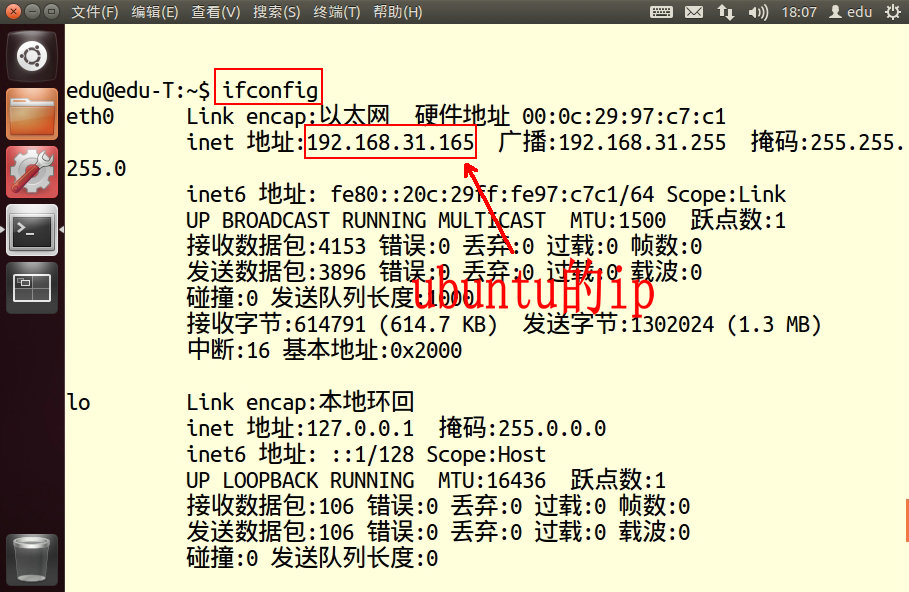 文件(F) 编辑(E) 查看(V) 搜索(S) 终端(T) 帮助(H) 18:07 edu
edu@edu-T:~$ ifconfig
eth0 Link encap:以太网 硬件地址 00:0c:29:97:c7:c1
inet 地址:192.168.31.165 广播:192.168.31.255 掩码:255.255.
255.0
inet6 地址: fe80::20c:29ff:fe97:c7c1/64 Scope:Link
UP BROADCAST RUNNING MULTICAST MTU:1500 跃点数:1
接收数据包:4153 错误:0 丢弃:0 过载:0 帧数:0
发送数据包:3896 错误:0 丢弃:0 过载:0 载波:0
碰撞:0 发送队列长度:1000
ubuntu的ip
接收字节:614791 (614.7 KB) 发送字节:1302024 (1.3 MB)
中断:16 基本地址:0x2000
lo Link encap:本地环回
inet 地址:127.0.0.1 掩码:255.0.0.0
inet6 地址: ::1/128 Scope:Host
UP LOOPBACK RUNNING MTU:16436 跃点数:1
接收数据包:106 错误:0 丢弃:0 过载:0 帧数:0
发送数据包:106 错误:0 丢弃:0 过载:0 载波:0
碰撞:0 发送队列长度:0